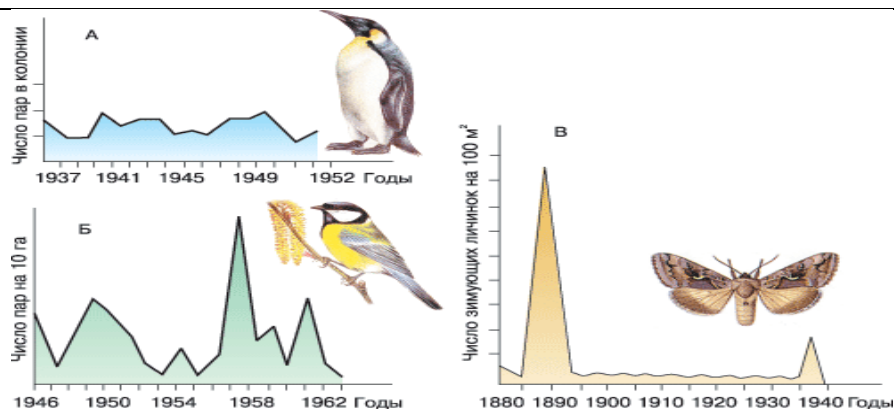 А
Число пар в колонии
1937 1941 1945 1949 1952 Годы
Б
Число пар на 10 га
1946 1950 1954 1958 1962 Годы
В
Число зимующих личинок на 100 м²
1880 1890 1900 1910 1920 1930 1940 Годы